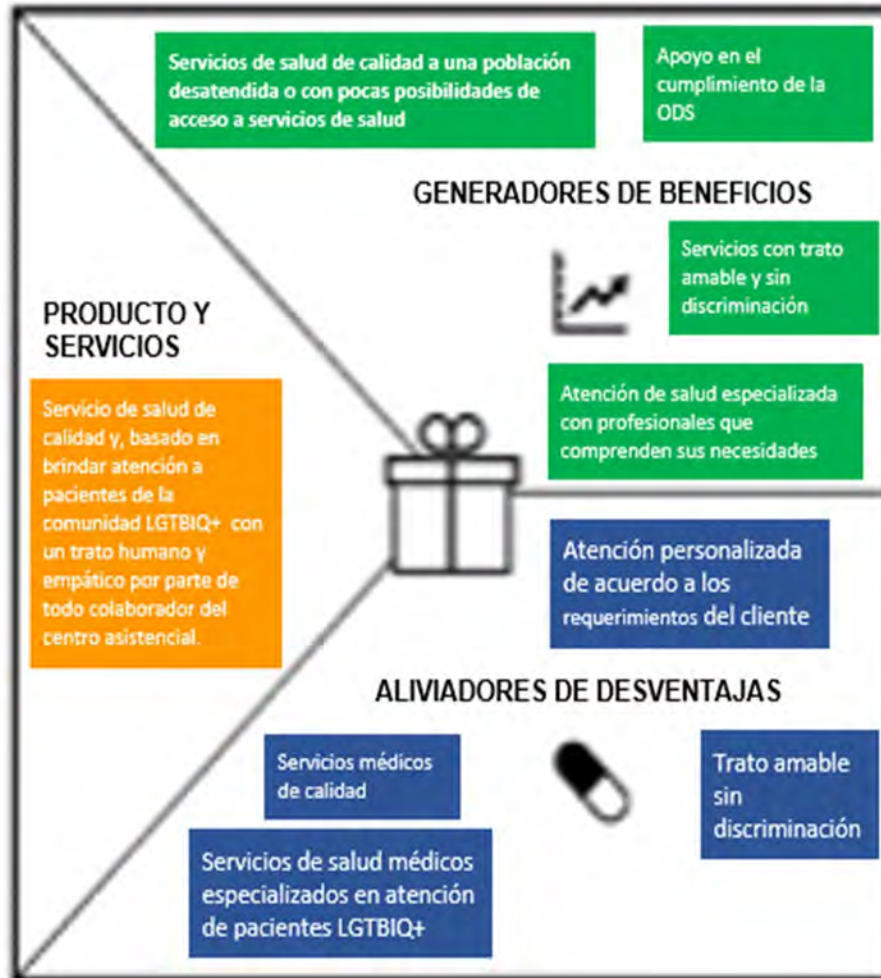 Servicios de salud de calidad a una población
desatendida o con pocas posibilidades de
acceso a servicios de salud
Apoyo en el
cumplimiento de la
ODS
GENERADORES DE BENEFICIOS
Servicios con trato
amable y sin
discriminación
Atención de salud especializada
con profesionales que
comprenden sus necesidades
PRODUCTO Y
SERVICIOS
Servicio de salud de
calidad y, basado en
brindar atención a
pacientes de la
comunidad LGTBIQ+ con
un trato humano y
empático por parte de
todo colaborador del
centro asistencial.
Atención personalizada
de acuerdo a los
requerimientos del cliente
ALIVIADORES DE DESVENTAJAS
Servicios médicos
de calidad
Trato amable
sin
discriminación
Servicios de salud médicos
especializados en atención
de pacientes LGTBIQ+